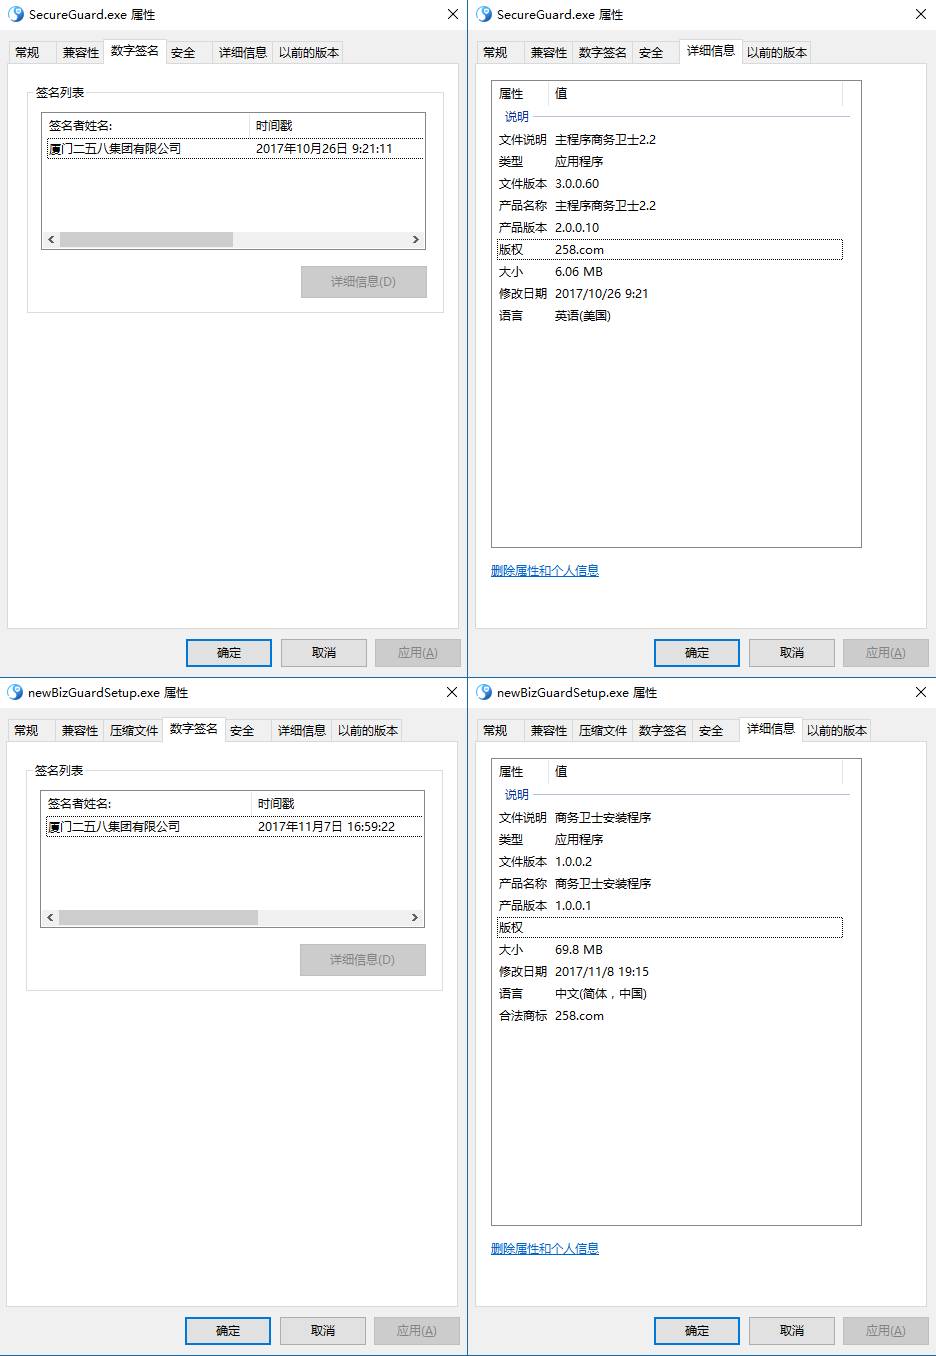 SecureGuard.exe 属性
常规 兼容性 数字签名 安全 详细信息 以前的版本
签名列表
签名者姓名: 时间戳
厦门二五八集团有限公司 2017年10月26日 9:21:11
详细信息(D)
确定 取消 应用(A)
SecureGuard.exe 属性
常规 兼容性 数字签名 安全 详细信息 以前的版本
属性 值
说明
文件说明 主程序商务卫士2.2
类型 应用程序
文件版本 3.0.0.60
产品名称 主程序商务卫士2.2
产品版本 2.0.0.10
版权 258.com
大小 6.06 MB
修改日期 2017/10/26 9:21
语言 英语(美国)
删除属性和个人信息
确定 取消 应用(A)
newBizGuardSetup.exe 属性
常规 兼容性 压缩文件 数字签名 安全 详细信息 以前的版本
签名列表
签名者姓名: 时间戳
厦门二五八集团有限公司 2017年11月7日 16:59:22
详细信息(D)
确定 取消 应用(A)
newBizGuardSetup.exe 属性
常规 兼容性 压缩文件 数字签名 安全 详细信息 以前的版本
属性 值
说明
文件说明 商务卫士安装程序
类型 应用程序
文件版本 1.0.0.2
产品名称 商务卫士安装程序
产品版本 1.0.0.1
版权
大小 69.8 MB
修改日期 2017/11/8 19:15
语言 中文(简体，中国)
合法商标 258.com
删除属性和个人信息
确定 取消 应用(A)